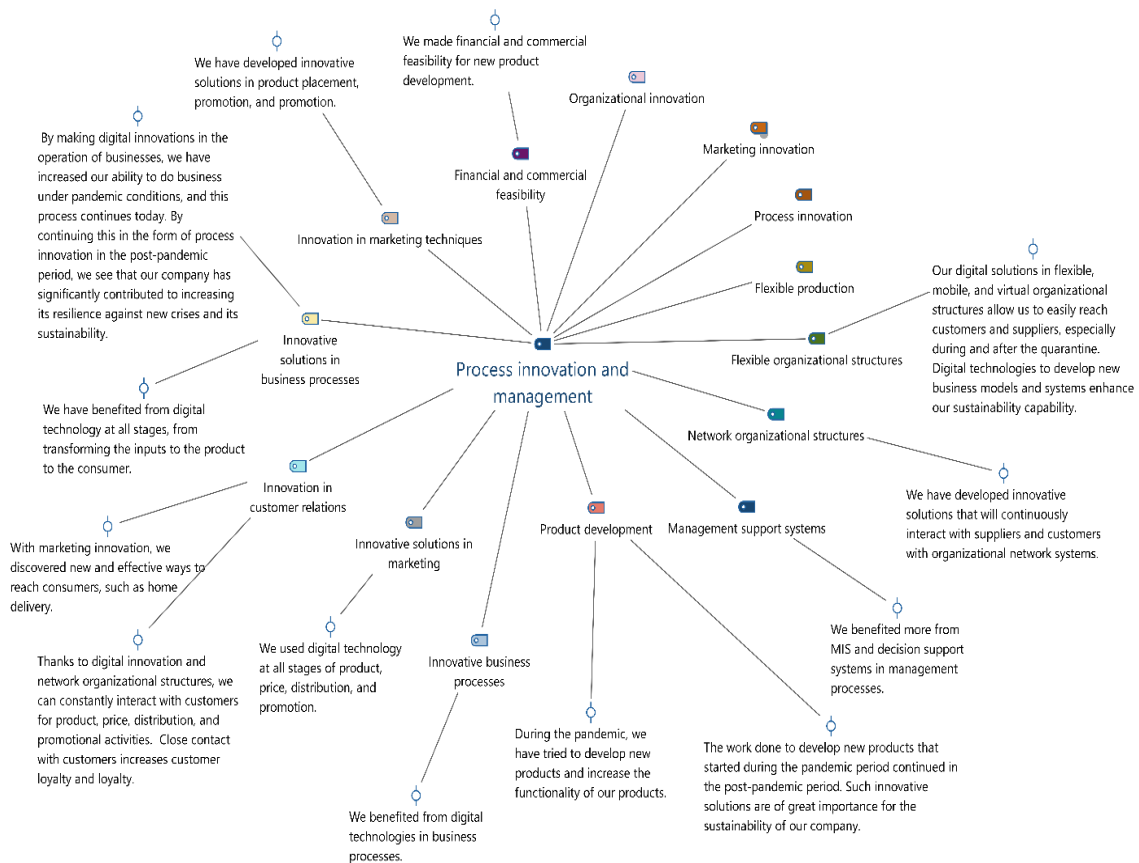 We made financial and commercial
feasibility for new product
development.
We have developed innovative
solutions in product placement,
promotion, and promotion.
Organizational innovation
Marketing innovation
By making digital innovations in the
operation of businesses, we have
increased our ability to do business
under pandemic conditions, and this
process continues today. By
continuing this in the form of process
innovation in the post-pandemic
period, we see that our company has
significantly contributed to increasing
its resilience against new crises and its
sustainability.
Financial and commercial
feasibility
Process innovation
Innovation in marketing techniques
Flexible production
Our digital solutions in flexible,
mobile, and virtual organizational
structures allow us to easily reach
customers and suppliers, especially
during and after the quarantine.
Digital technologies to develop new
business models and systems enhance
our sustainability capability.
Innovative
solutions in
business processes
Flexible organizational structures
Process innovation and
management
We have benefited from digital
technology at all stages, from
transforming the inputs to the product
to the consumer.
Network organizational structures
Innovation in
customer relations
We have developed innovative
solutions that will continuously
interact with suppliers and customers
with organizational network systems.
Product development
Management support systems
Innovative solutions in
marketing
With marketing innovation, we
discovered new and effective ways to
reach consumers, such as home
delivery.
We benefited more from
MIS and decision support
systems in management
processes.
We used digital technology
at all stages of product,
price, distribution, and
promotion.
Innovative business
processes
Thanks to digital innovation and
network organizational structures, we
can constantly interact with customers
for product, price, distribution, and
promotional activities.  Close contact
with customers increases customer
loyalty and loyalty.
During the pandemic, we
have tried to develop new
products and increase the
functionality of our products.
The work done to develop new products that
started during the pandemic period continued in
the post-pandemic period. Such innovative
solutions are of great importance for the
sustainability of our company.
We benefited from digital
technologies in business
processes.